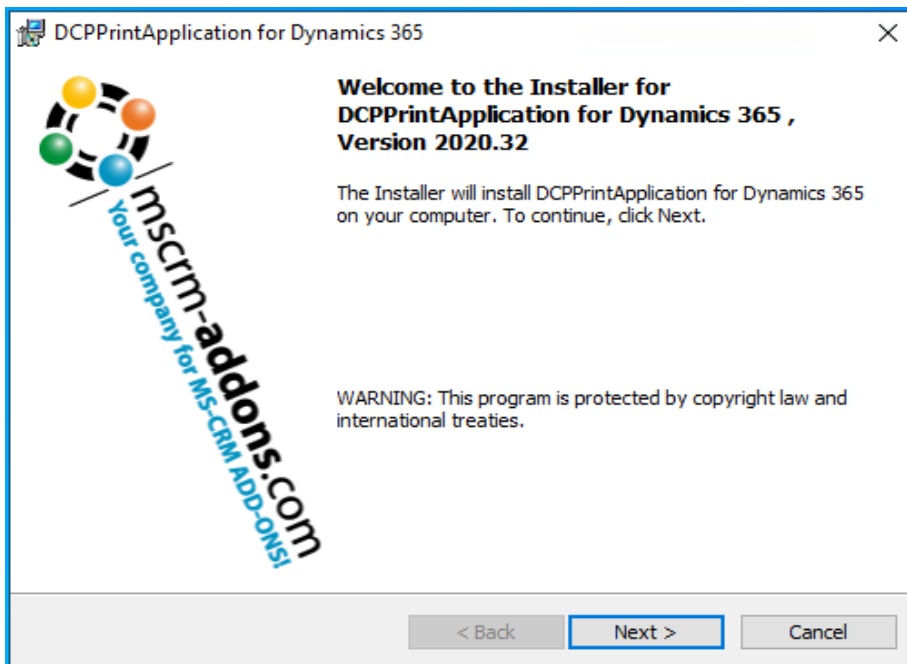 DCPPrintApplication for Dynamics 365
Welcome to the Installer for
DCPPrintApplication for Dynamics 365 ,
Version 2020.32
The Installer will install DCPPrintApplication for Dynamics 365
on your computer. To continue, click Next.
mscrm-addons.com
Your company for MS-CRM ADD-ONS!
WARNING: This program is protected by copyright law and
international treaties.
< Back
Next >
Cancel